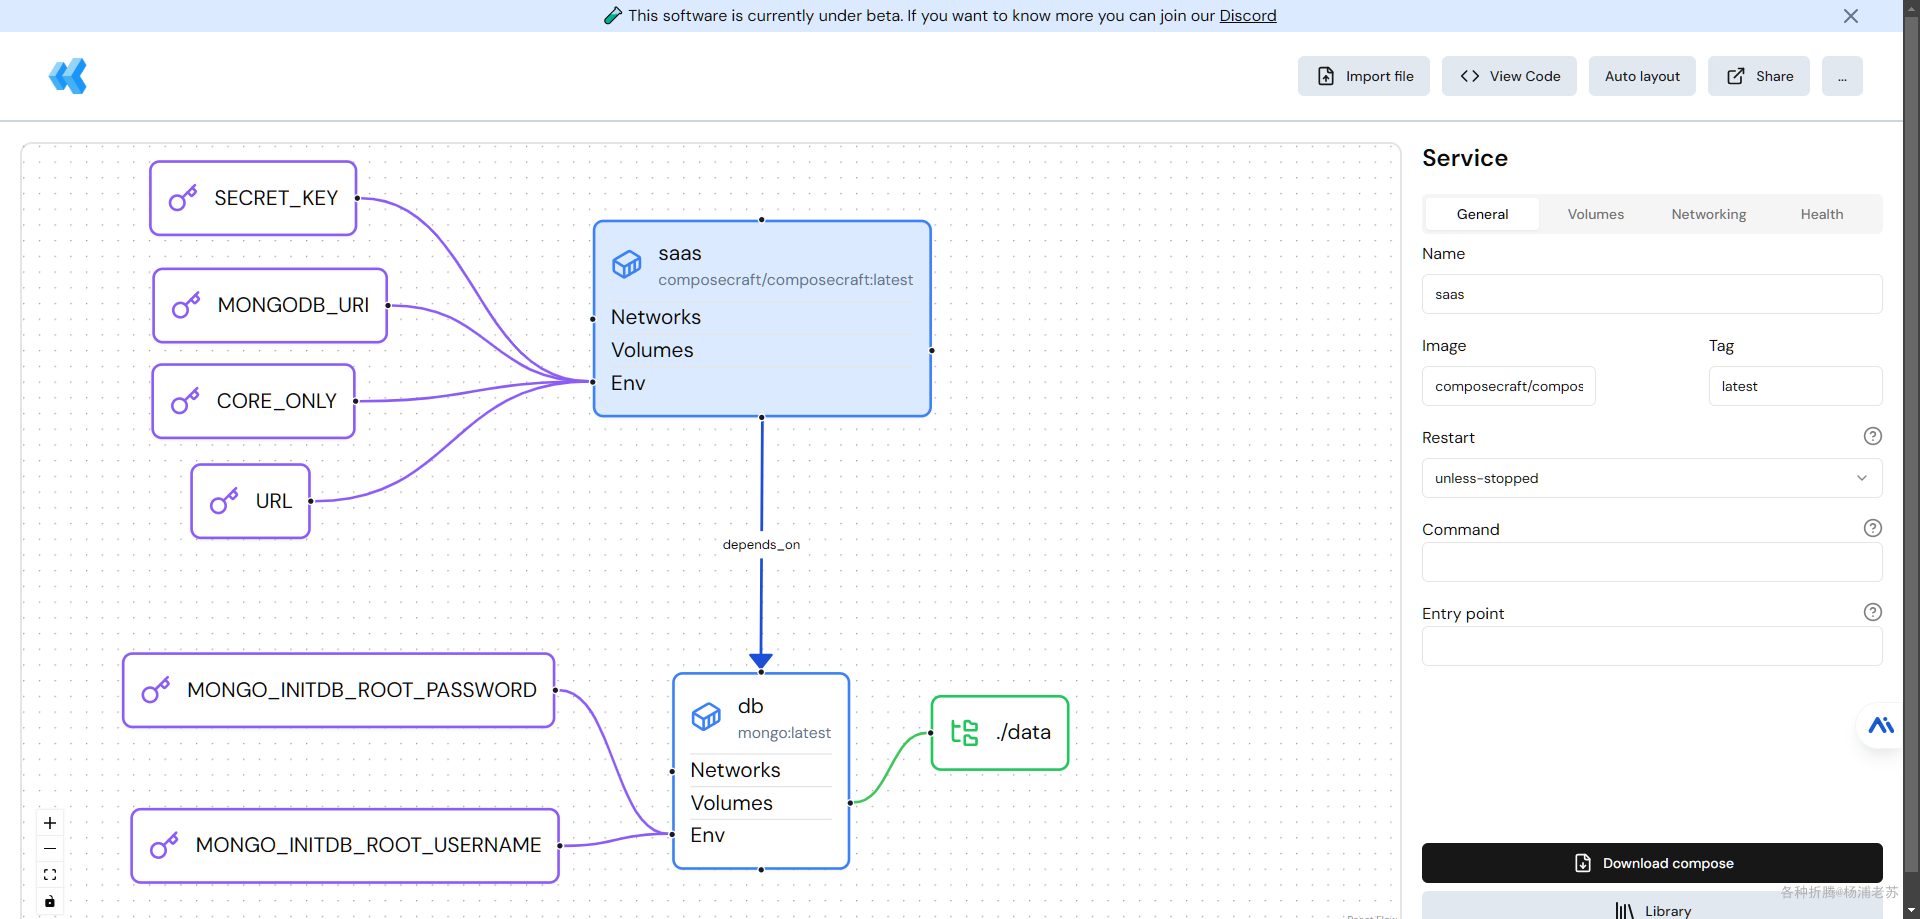 This software is currently under beta. If you want to know more you can join our Discord
Import file
View Code
Auto layout
Share
...
SECRET_KEY
MONGODB_URI
CORE_ONLY
URL
saas
composecraft/composecraft:latest
Networks
Volumes
Env
depends_on
MONGO_INITDB_ROOT_PASSWORD
MONGO_INITDB_ROOT_USERNAME
db
mongo:latest
Networks
Volumes
Env
./data
Service
General
Volumes
Networking
Health
Name
saas
Image
Tag
composecraft/compos
latest
Restart
unless-stopped
Command
Entry point
Download compose
各种折腾@杨浦老苏
Library
React Flow